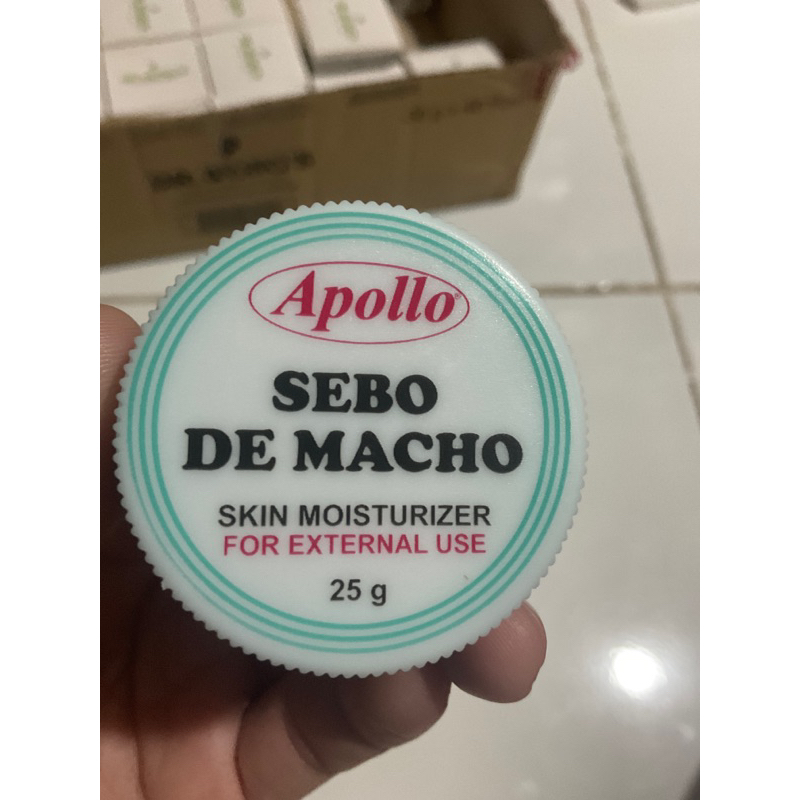 Apollo®
SEBO
DE MACHO
SKIN MOISTURIZER
FOR EXTERNAL USE
25 g